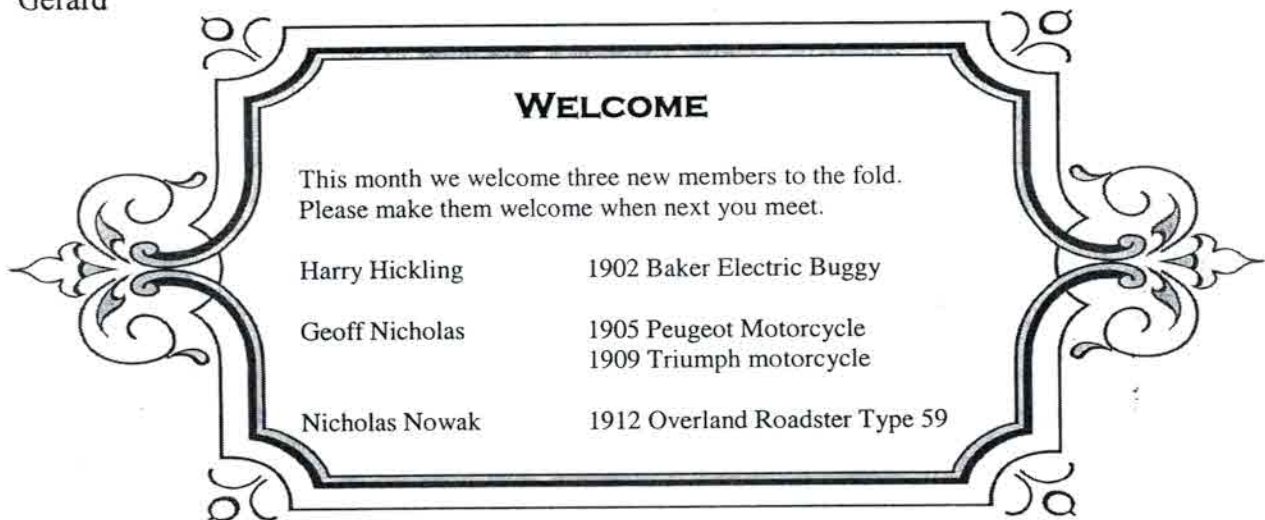 Gerard
WELCOME
This month we welcome three new members to the fold.
Please make them welcome when next you meet.
Harry Hickling 1902 Baker Electric Buggy
Geoff Nicholas 1905 Peugeot Motorcycle
1909 Triumph motorcycle
Nicholas Nowak 1912 Overland Roadster Type 59